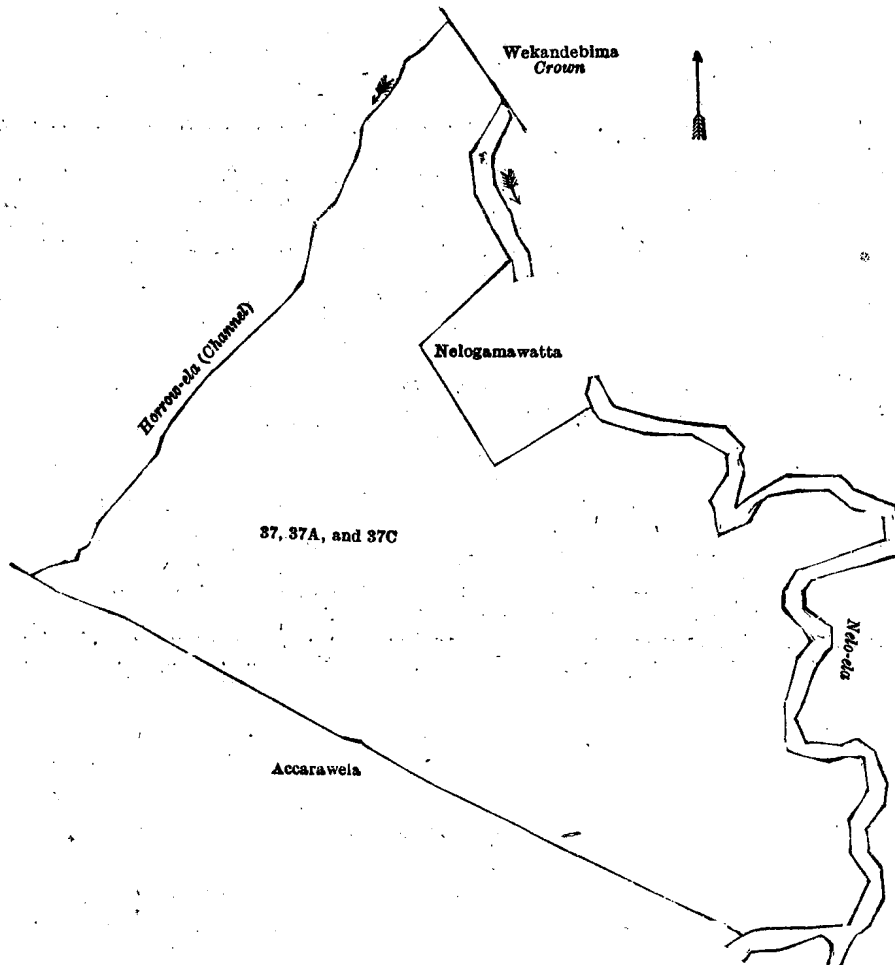 Wekandebima
Crown
Horrow-ela (Channel)
Nelogamawatta
37, 37A, and 37C
Nelo-ela
Accarawela